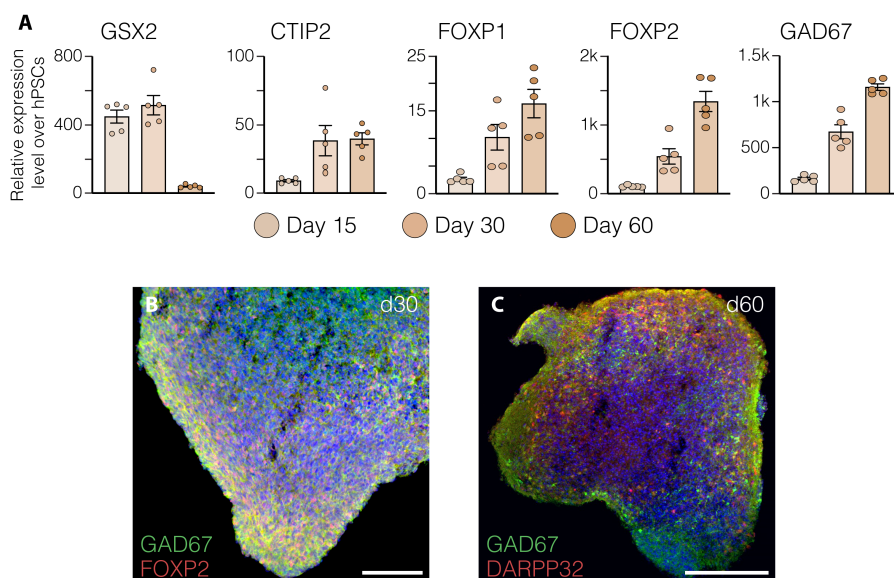 A
GSX2
CTIP2
FOXP1
FOXP2
GAD67
Relative expression
level over hPSCs
800
400
0
100
50
0
25
15
5
0
2k
1k
0
1.5k
1k
500
0
Day 15
Day 30
Day 60
B
d30
GAD67
FOXP2
C
d60
GAD67
DARPP32